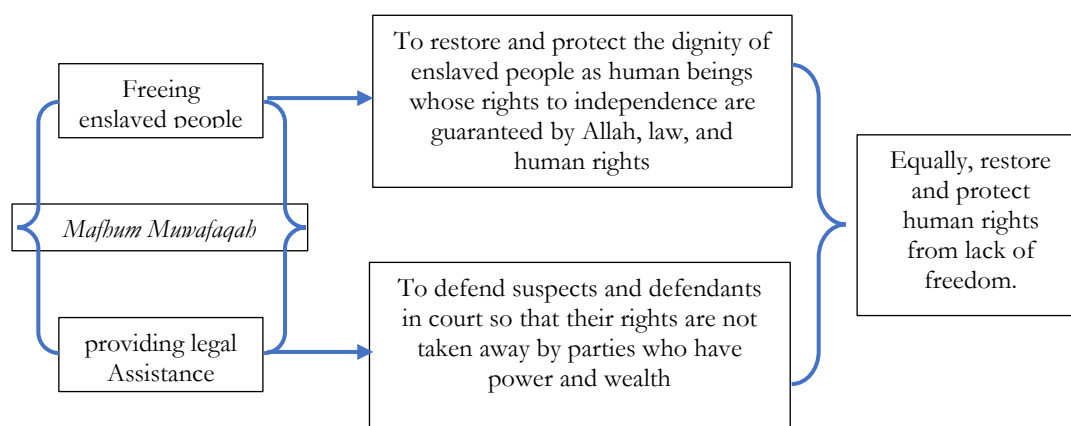 Freeing
enslaved people
To restore and protect the dignity of
enslaved people as human beings
whose rights to independence are
guaranteed by Allah, law, and
human rights
Mafhum Muwafaqah
Equally, restore
and protect
human rights
from lack of
freedom.
providing legal
Assistance
To defend suspects and defendants
in court so that their rights are not
taken away by parties who have
power and wealth